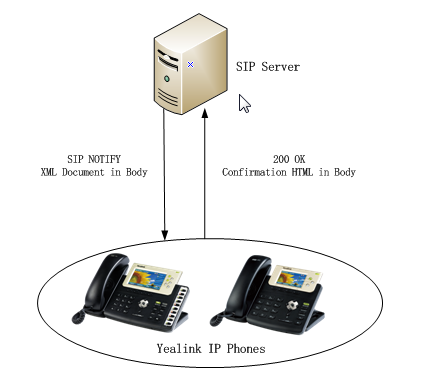 SIP Server
SIP NOTIFY
XML Document in Body
200 OK
Confirmation HTML in Body
Yealink IP Phones